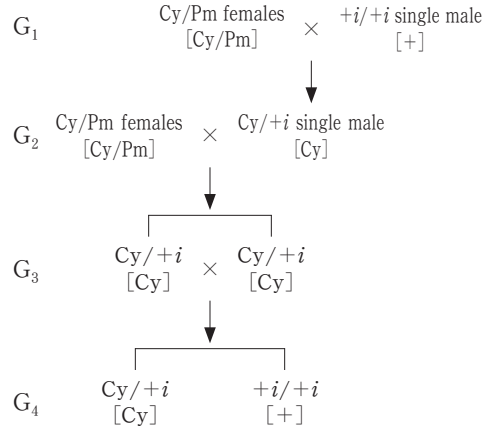 G₁ Cy/Pm females × +i/+i single male
[Cy/Pm] [+]
G₂ Cy/Pm females × Cy/+i single male
[Cy/Pm] [Cy]
G₃ Cy/+i × Cy/+i
[Cy] [Cy]
G₄ Cy/+i +i/+i
[Cy] [+]